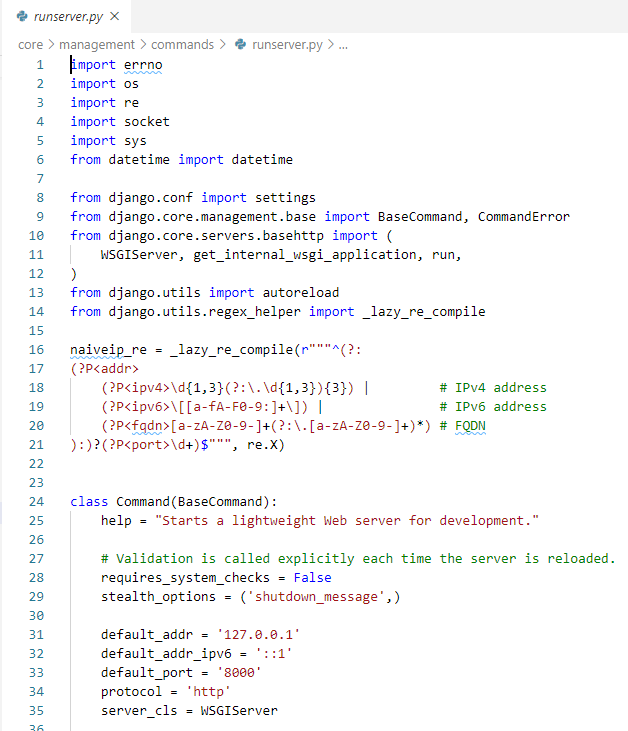 runserver.py
core > management > commands > runserver.py > ...
1 import errno
2 import os
3 import re
4 import socket
5 import sys
6 from datetime import datetime
7
8 from django.conf import settings
9 from django.core.management.base import BaseCommand, CommandError
10 from django.core.servers.basehttp import (
11     WSGIServer, get_internal_wsgi_application, run,
12 )
13 from django.utils import autoreload
14 from django.utils.regex_helper import _lazy_re_compile
15
16 naiveip_re = _lazy_re_compile(r"""^(?:
17 (?P<addr>
18     (?P<ipv4>\d{1,3}(?:\.\d{1,3}){3}) |         # IPv4 address
19     (?P<ipv6>\[[a-fA-F0-9:]+\]) |               # IPv6 address
20     (?P<fqdn>[a-zA-Z0-9-]+(?:\.[a-zA-Z0-9-]+)*) # FQDN
21 ):)?(?P<port>\d+)$""", re.X)
22
23
24 class Command(BaseCommand):
25     help = "Starts a lightweight Web server for development."
26
27     # Validation is called explicitly each time the server is reloaded.
28     requires_system_checks = False
29     stealth_options = ('shutdown_message',)
30
31     default_addr = '127.0.0.1'
32     default_addr_ipv6 = '::1'
33     default_port = '8000'
34     protocol = 'http'
35     server_cls = WSGIServer
36